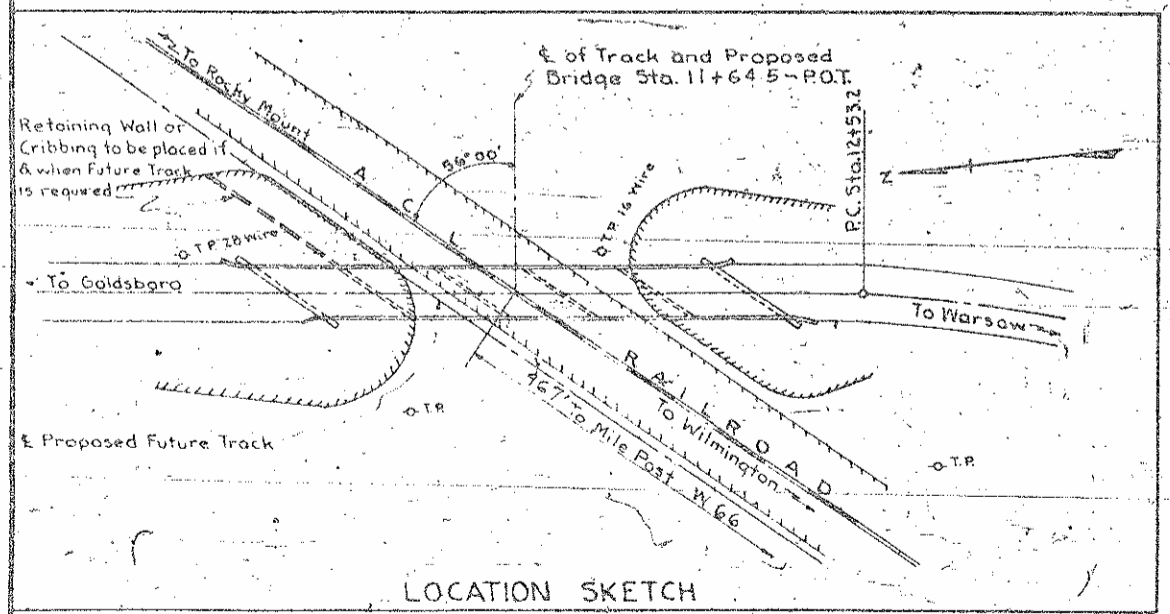 To Rocky Mount
℄ of Track and Proposed
Bridge Sta. 11+64.5 - P.O.T.
Retaining Wall or
Cribbing to be placed if
& when Future Track
is required
56°00'
P.C. Sta. 12+53.2
N
T.P. 28 Wire
T.P. 16 Wire
A C L RAILROAD
To Goldsboro
To Warsaw
To Wilmington
967' To Mile Post W 66
T.P.
T.P.
℄ Proposed Future Track
LOCATION SKETCH